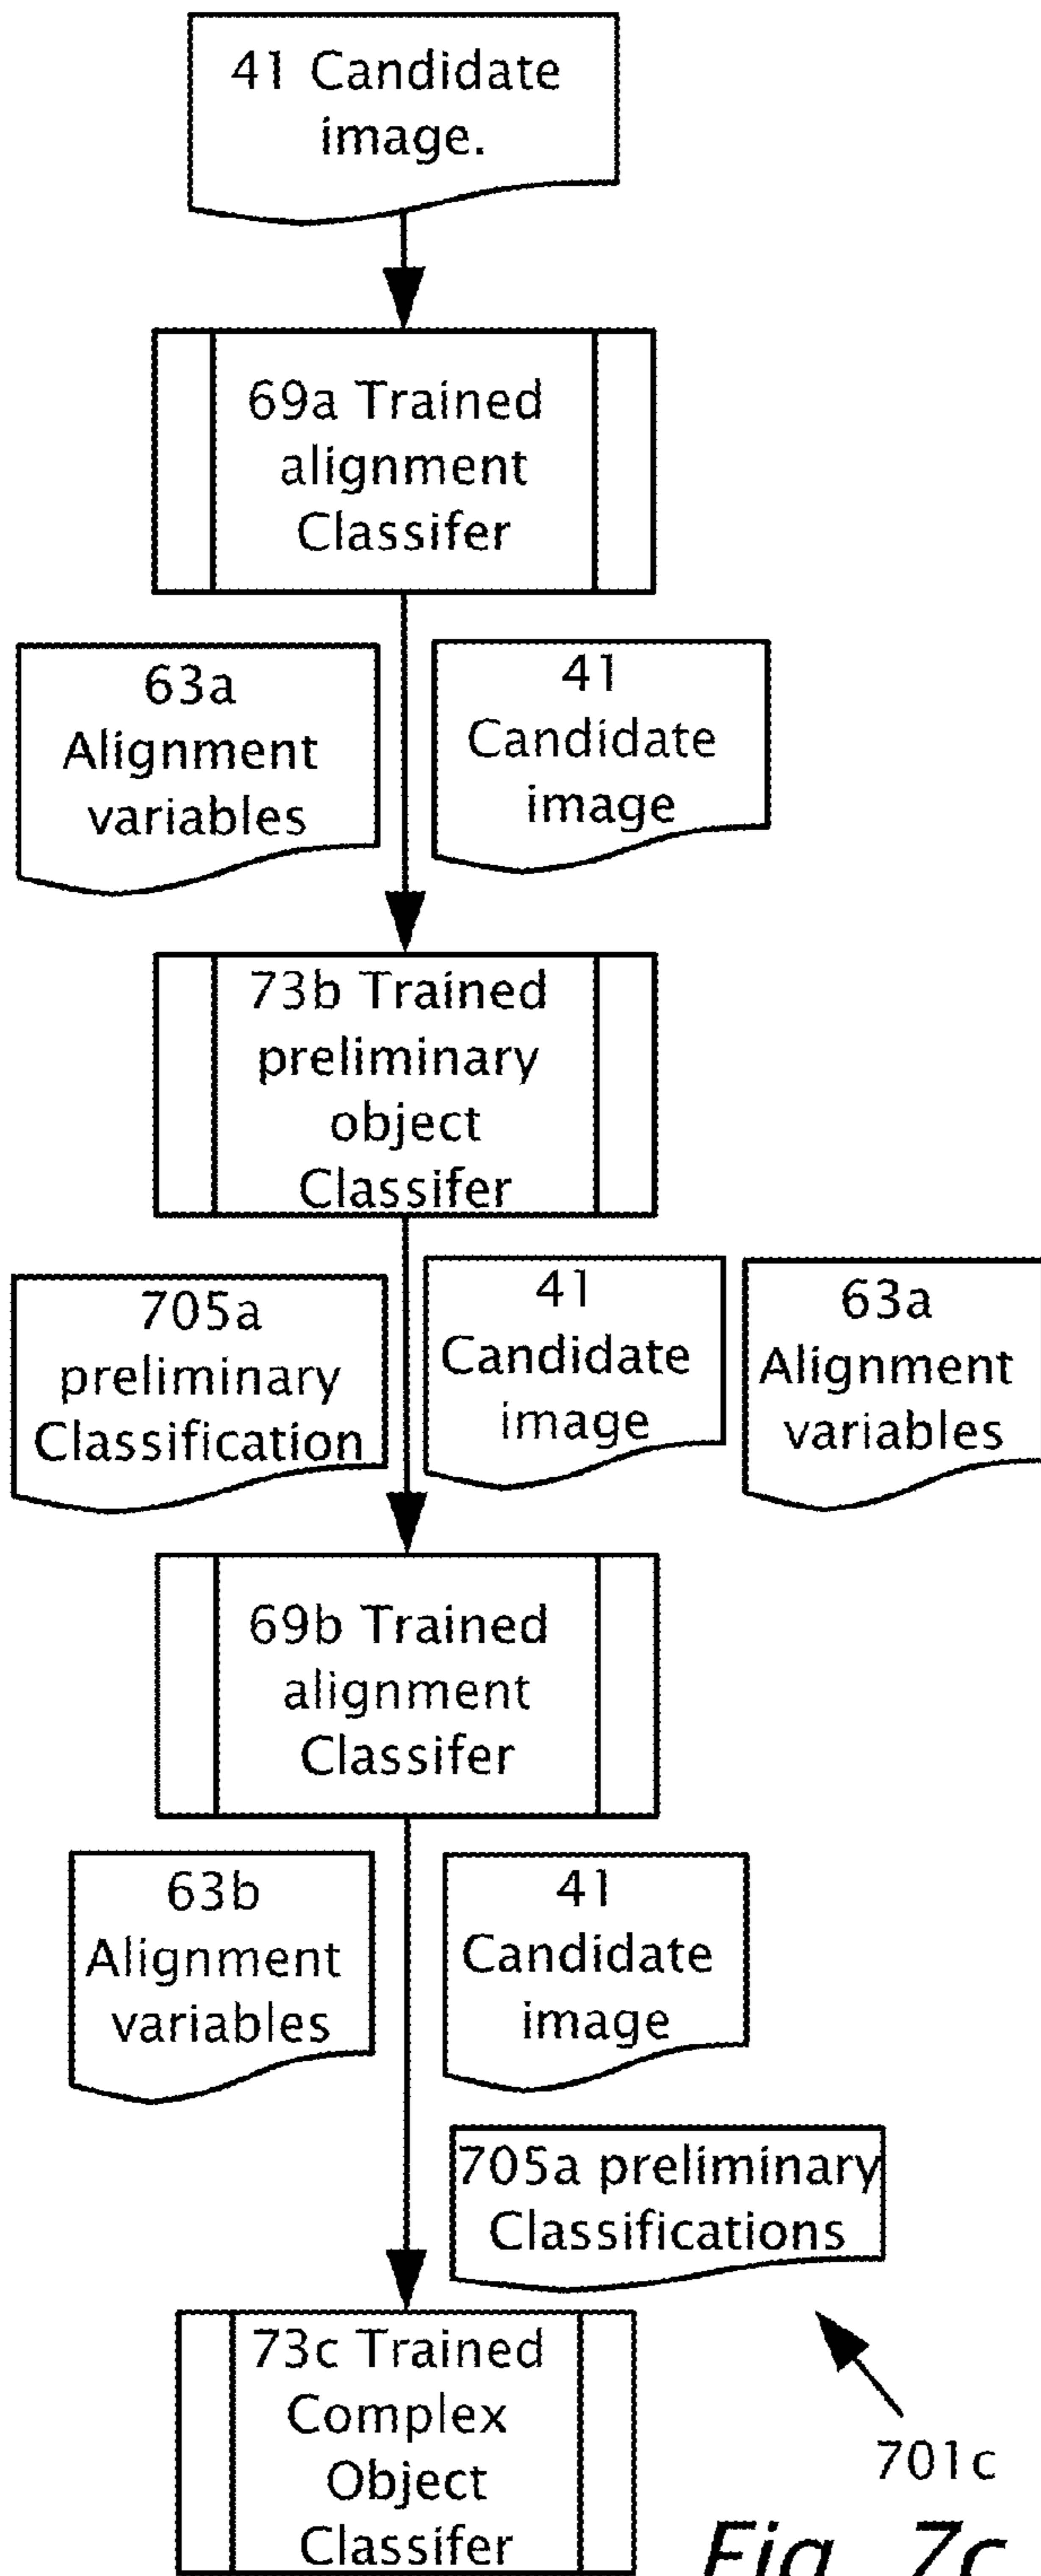 41 Candidate
image.
69a Trained
alignment
Classifer
63a
Alignment
variables
41
Candidate
image
73b Trained
preliminary
object
Classifer
705a
preliminary
Classification
41
Candidate
image
63a
Alignment
variables
69b Trained
alignment
Classifer
63b
Alignment
variables
41
Candidate
image
705a preliminary
Classifications
73c Trained
Complex
Object
Classifer
701c
Fig. 7c